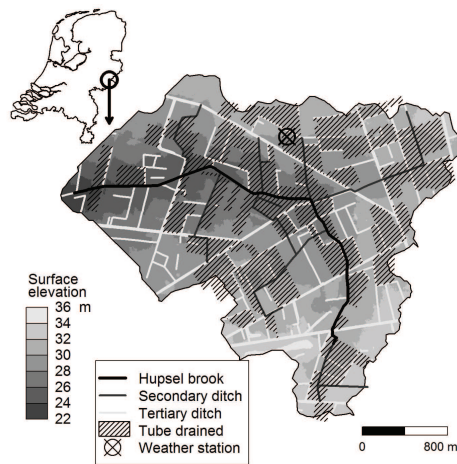 Surface
elevation
36 m
34
32
30
28
26
24
22
Hupsel brook
Secondary ditch
Tertiary ditch
Tube drained
Weather station
0 800 m